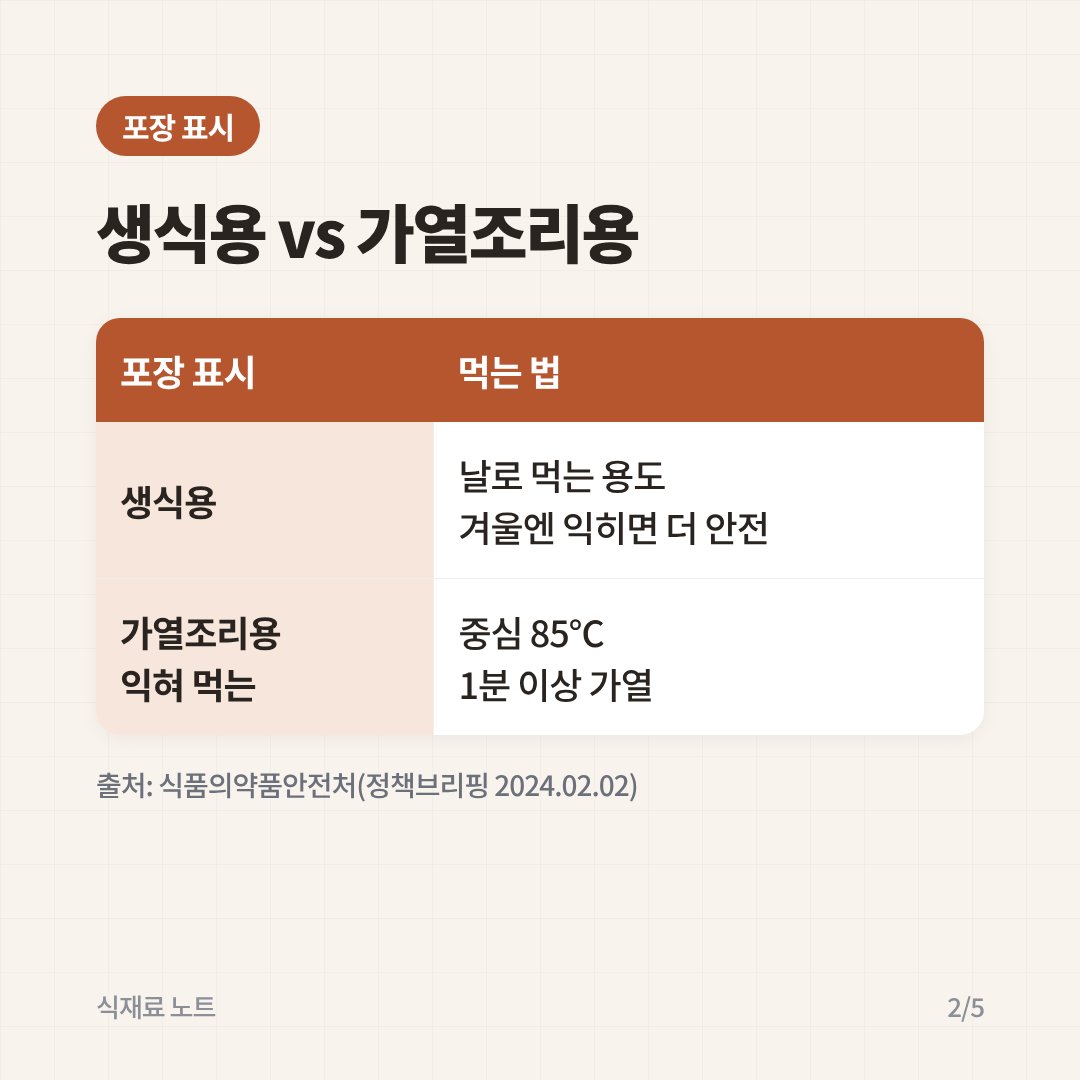 포장 표시
생식용 vs 가열조리용
포장 표시
먹는 법
생식용
날로 먹는 용도
겨울엔 익히면 더 안전
가열조리용
익혀 먹는
중심 85°C
1분 이상 가열
출처: 식품의약품안전처(정책브리핑 2024.02.02)
식재료 노트
2/5